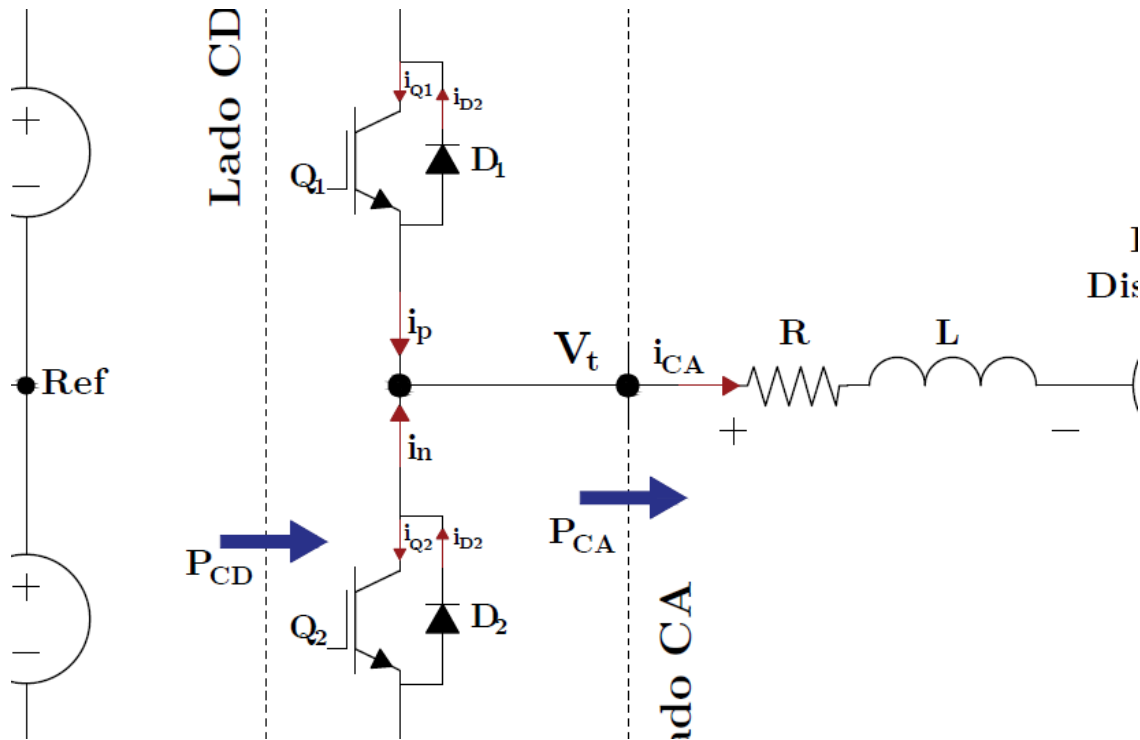 Lado CD
+
−
Ref
+
−
i_Q1
i_D2
Q1
D1
i_p
V_t
i_CA
R
L
+
−
i_n
P_CD
P_CA
i_Q2
i_D2
Q2
D2
ado CA
Dis